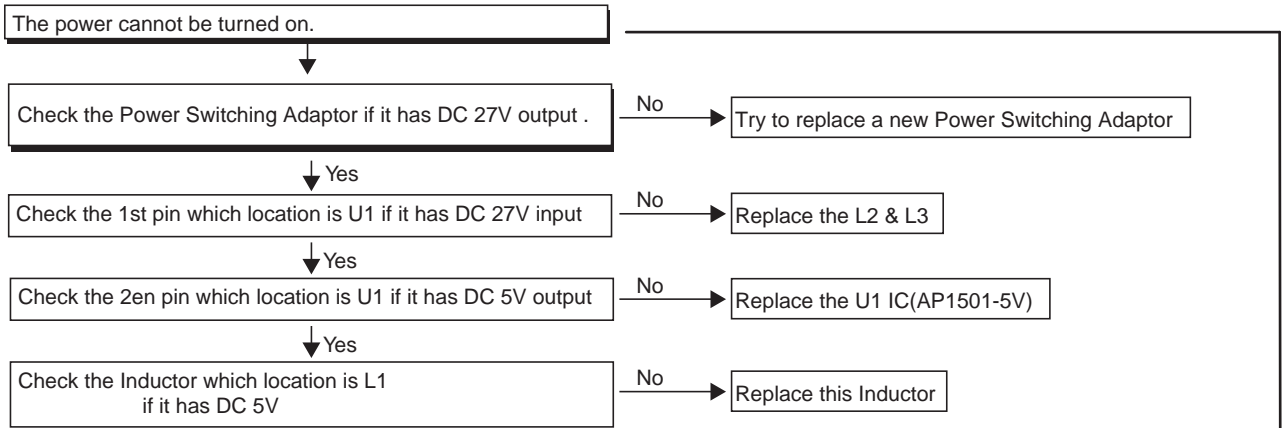 The power cannot be turned on.
Check the Power Switching Adaptor if it has DC 27V output .
No
Try to replace a new Power Switching Adaptor
Yes
Check the 1st pin which location is U1 if it has DC 27V input
No
Replace the L2 & L3
Yes
Check the 2en pin which location is U1 if it has DC 5V output
No
Replace the U1 IC(AP1501-5V)
Yes
Check the Inductor which location is L1
if it has DC 5V
No
Replace this Inductor